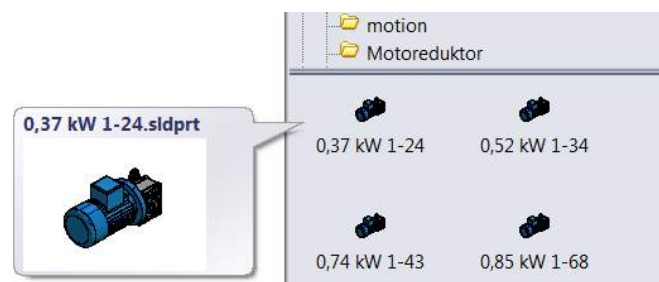 motion
Motoreduktor
0,37 kW 1-24.sldprt
0,37 kW 1-24
0,52 kW 1-34
0,74 kW 1-43
0,85 kW 1-68